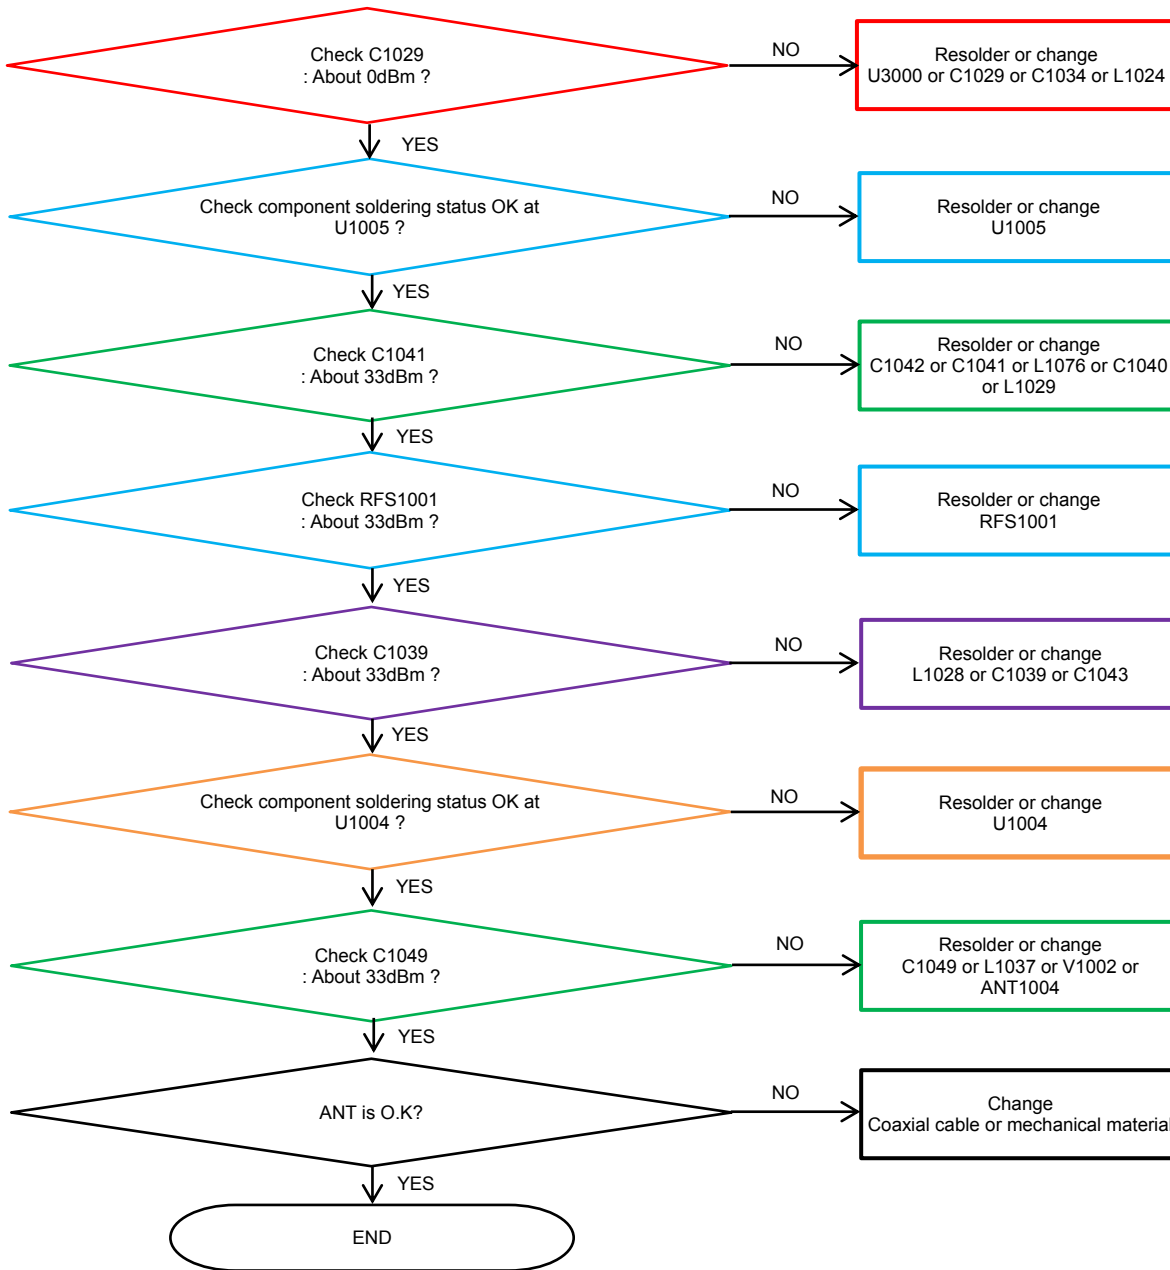 Check C1029
: About 0dBm ?
NO
Resolder or change
U3000 or C1029 or C1034 or L1024
YES
Check component soldering status OK at
U1005 ?
NO
Resolder or change
U1005
YES
Check C1041
: About 33dBm ?
NO
Resolder or change
C1042 or C1041 or L1076 or C1040
or L1029
YES
Check RFS1001
: About 33dBm ?
NO
Resolder or change
RFS1001
YES
Check C1039
: About 33dBm ?
NO
Resolder or change
L1028 or C1039 or C1043
YES
Check component soldering status OK at
U1004 ?
NO
Resolder or change
U1004
YES
Check C1049
: About 33dBm ?
NO
Resolder or change
C1049 or L1037 or V1002 or
ANT1004
YES
ANT is O.K?
NO
Change
Coaxial cable or mechanical material
YES
END